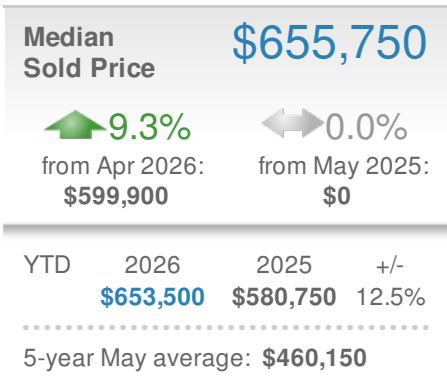 Median
Sold Price
$655,750
9.3%
from Apr 2026:
$599,900
0.0%
from May 2025:
$0
YTD 2026 2025 +/-
$653,500 $580,750 12.5%
5-year May average: $460,150